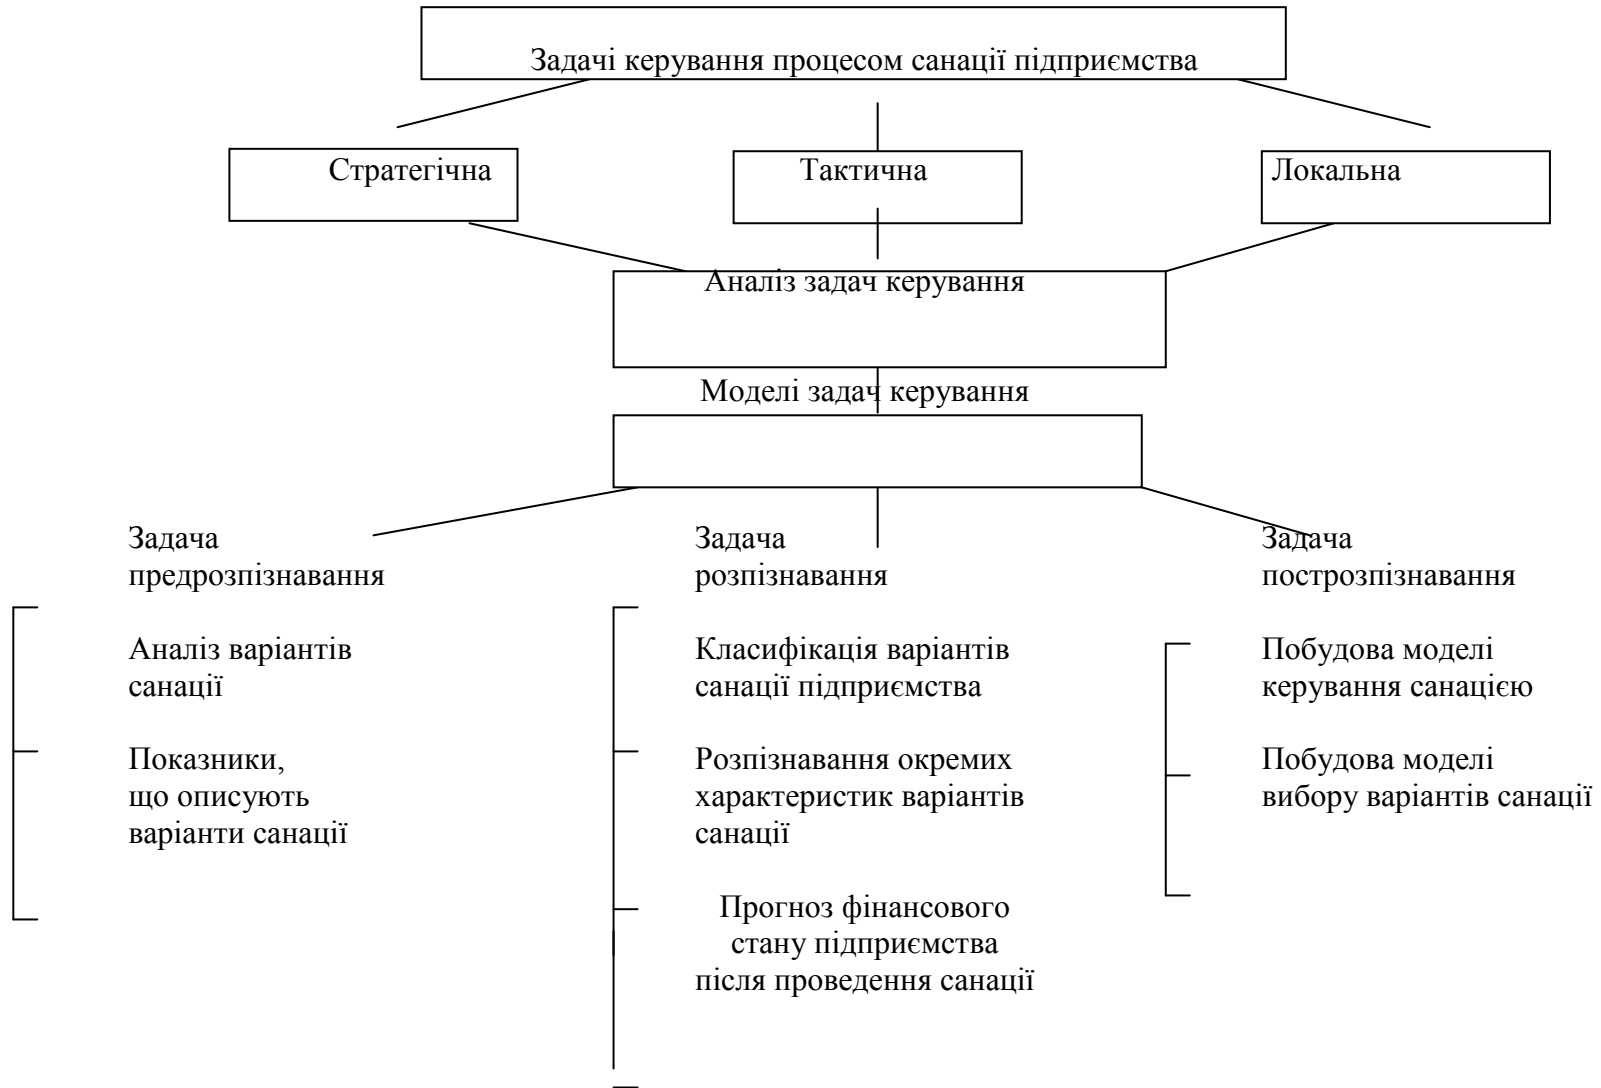 Задачі керування процесом санації підприємства
Стратегічна
Тактична
Локальна
Аналіз задач керування
Моделі задач керування
Задача
предрозпізнавання
Аналіз варіантів
санації
Показники,
що описують
варіанти санації
Задача
розпізнавання
Класифікація варіантів
санації підприємства
Розпізнавання окремих
характеристик варіантів
санації
Прогноз фінансового
стану підприємства
після проведення санації
Задача
построзпізнавання
Побудова моделі
керування санацією
Побудова моделі
вибору варіантів санації